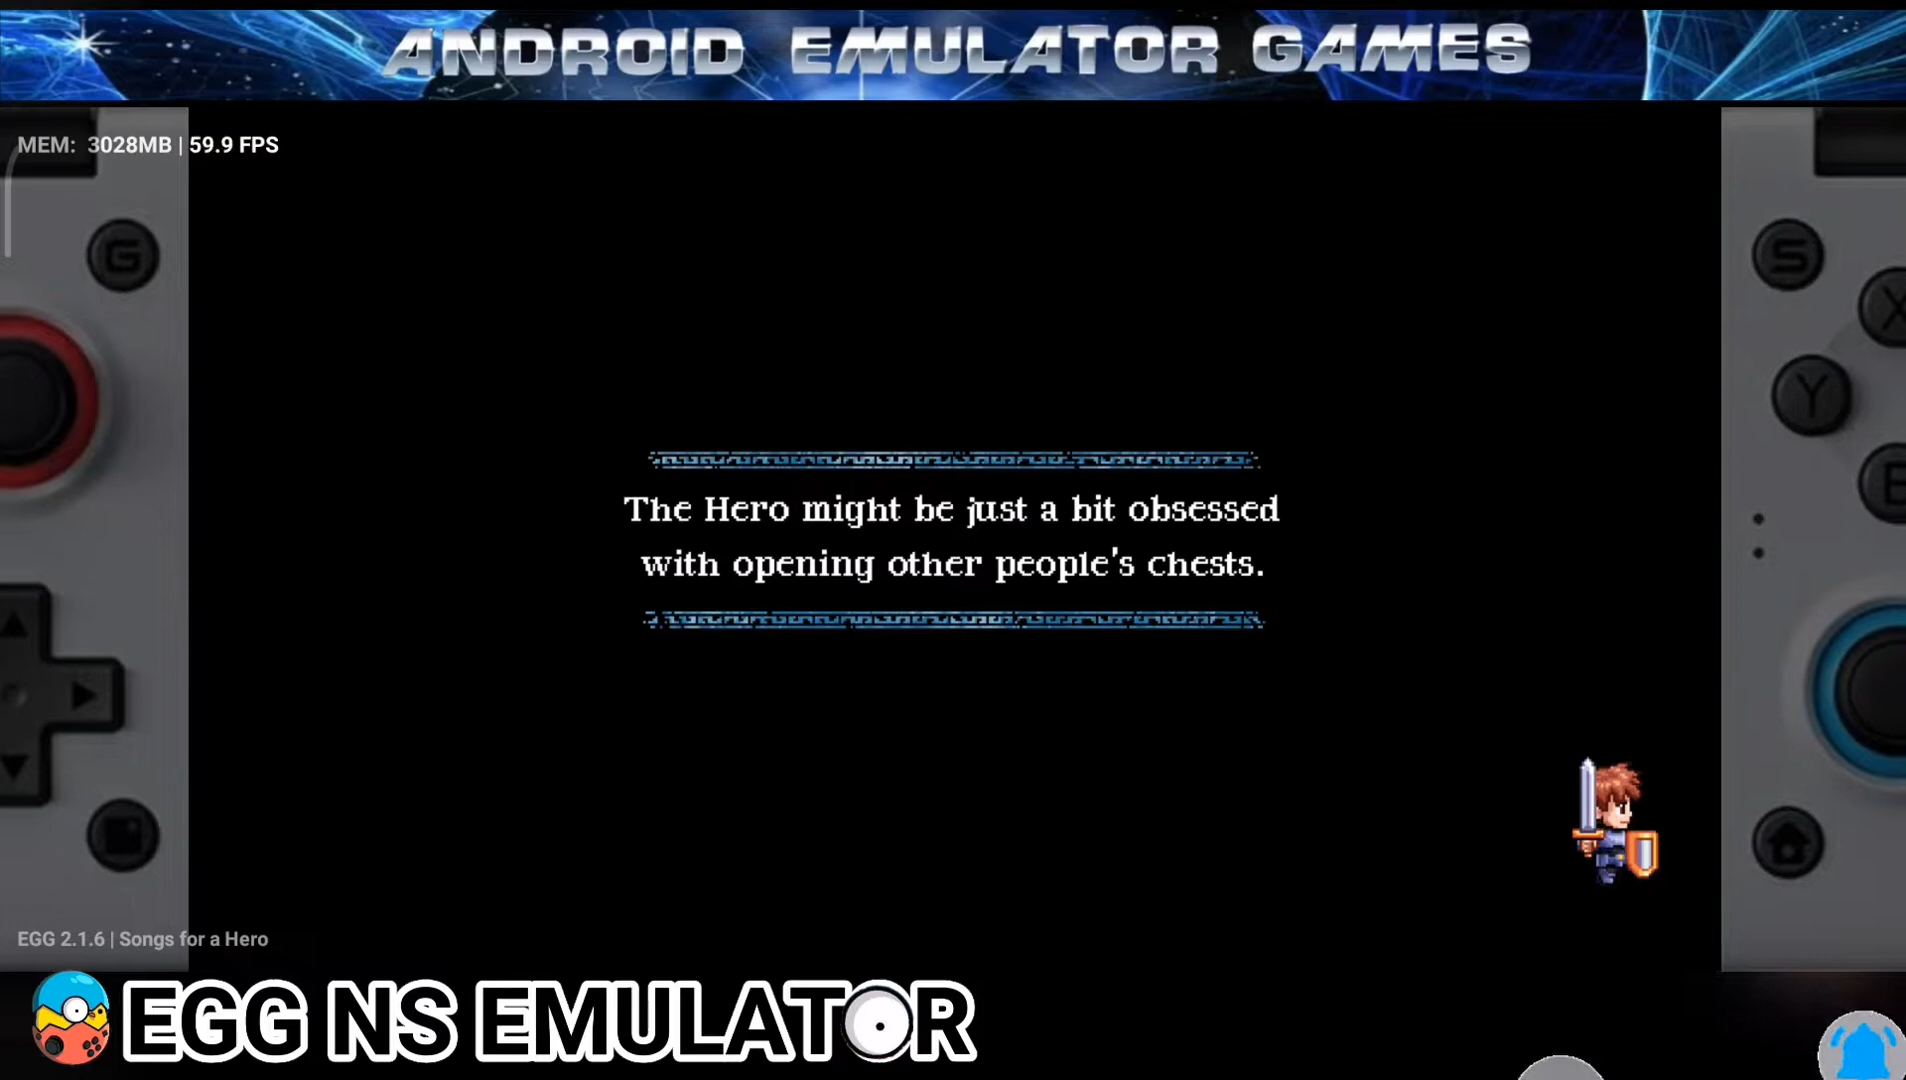 ANDROID EMULATOR GAMES
MEM: 3028MB | 59.9 FPS
G
S
X
Y
B
The Hero might be just a bit obsessed
with opening other people's chests.
EGG 2.1.6 | Songs for a Hero
EGG NS EMULATOR